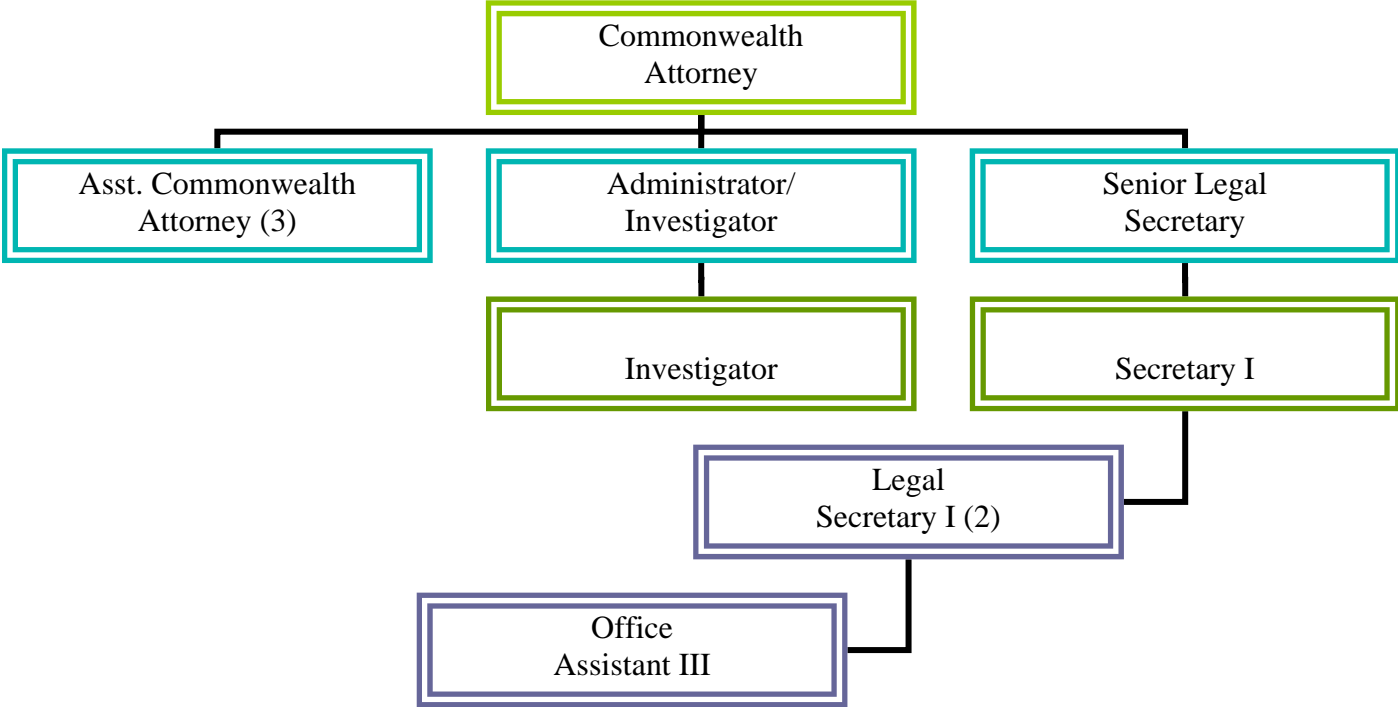 Commonwealth
Attorney
Asst. Commonwealth
Attorney (3)
Administrator/
Investigator
Senior Legal
Secretary
Investigator
Secretary I
Legal
Secretary I (2)
Office
Assistant III